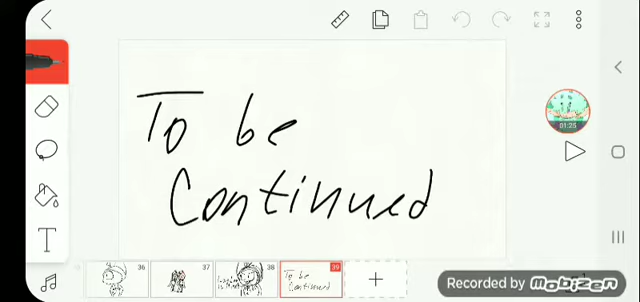 To be
Continued
01:25
T
36
37
38
39
To be
Continued
+
Recorded by mobizen